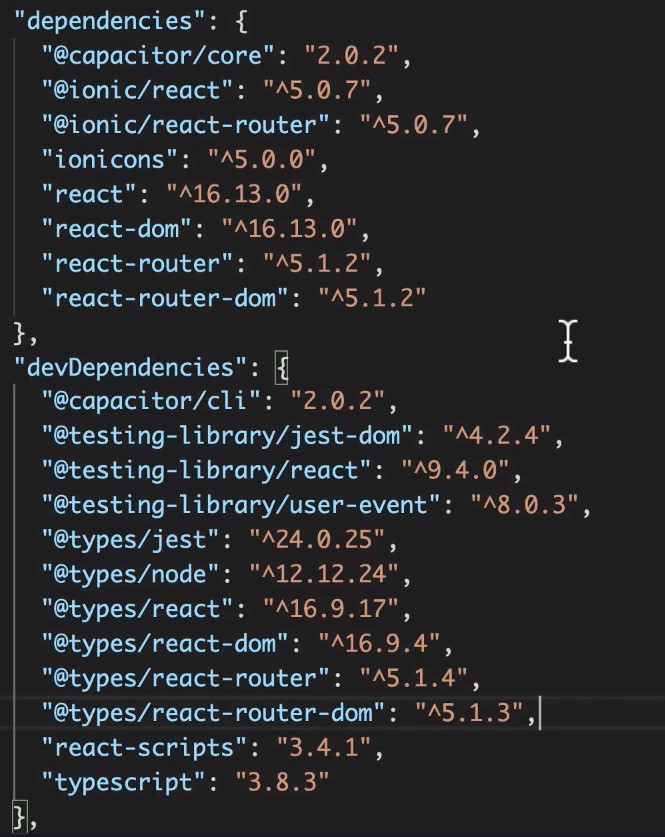 "dependencies": {
"@capacitor/core": "2.0.2",
"@ionic/react": "^5.0.7",
"@ionic/react-router": "^5.0.7",
"ionicons": "^5.0.0",
"react": "^16.13.0",
"react-dom": "^16.13.0",
"react-router": "^5.1.2",
"react-router-dom": "^5.1.2"
},
"devDependencies": {
"@capacitor/cli": "2.0.2",
"@testing-library/jest-dom": "^4.2.4",
"@testing-library/react": "^9.4.0",
"@testing-library/user-event": "^8.0.3",
"@types/jest": "^24.0.25",
"@types/node": "^12.12.24",
"@types/react": "^16.9.17",
"@types/react-dom": "^16.9.4",
"@types/react-router": "^5.1.4",
"@types/react-router-dom": "^5.1.3",
"react-scripts": "3.4.1",
"typescript": "3.8.3"
},